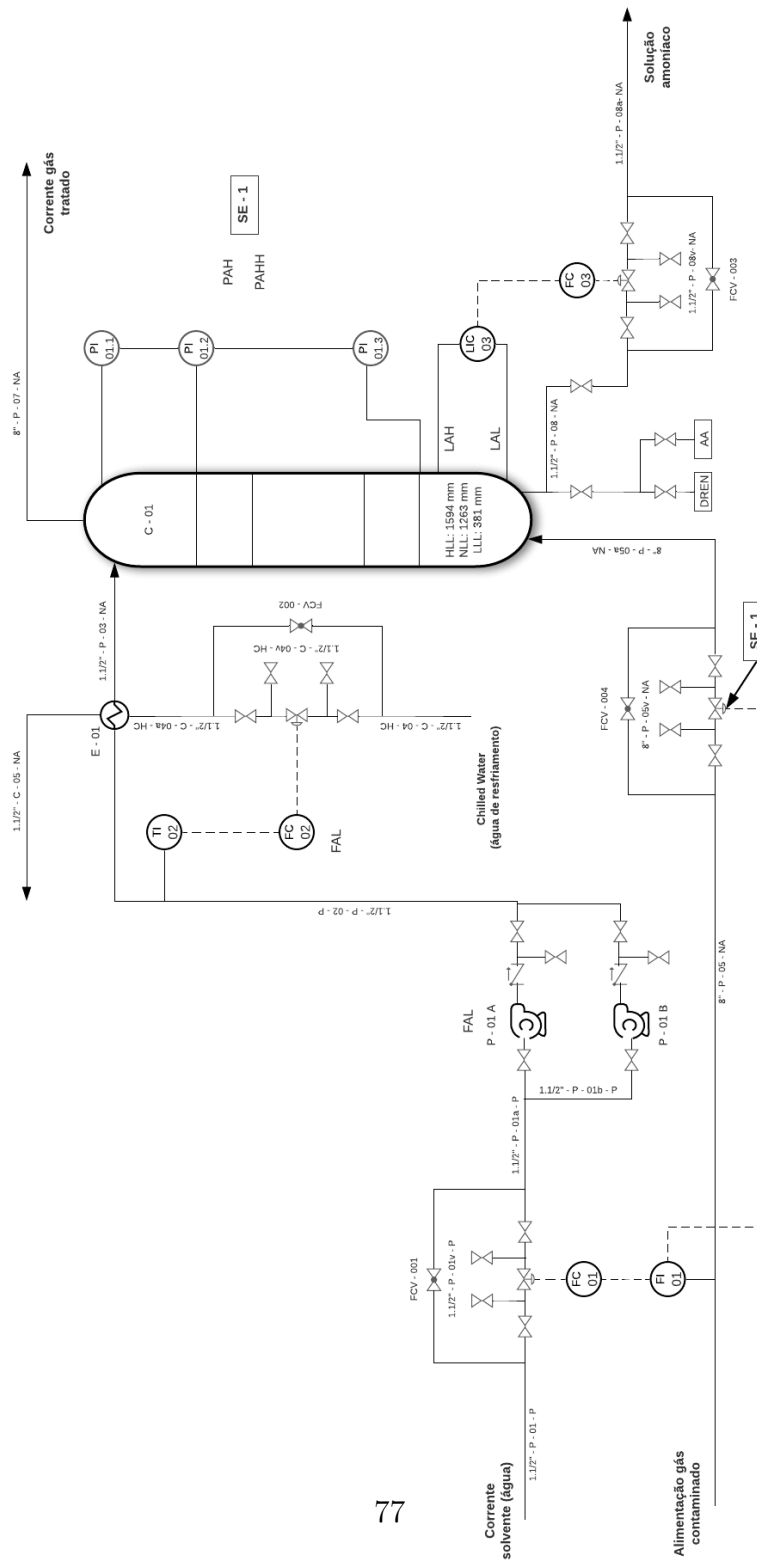 Corrente gás
tratado
8" - P - 07 - NA
PI
01.1
PI
01.2
PI
01.3
PAH
PAHH
SE - 1
C - 01
HLL: 1594 mm
NLL: 1263 mm
LLL: 381 mm
LAH
LAL
LIC
03
FC
03
Solução
amoníaco
1.1/2" - P - 08a- NA
1.1/2" - P - 08v- NA
FCV - 003
1.1/2" - P - 08 - NA
DREN
AA
8" - P - 05a - NA
1.1/2" - P - 03 - NA
E - 01
1.1/2" - C - 05 - NA
1.1/2" - C - 04a - HC
1.1/2" - C - 04v - HC
FCV - 002
1.1/2" - C - 04 - HC
Chilled Water
(água de resfriamento)
TI
02
FC
02
FAL
1.1/2" - P - 02 - P
FCV - 004
8" - P - 05v - NA
SE - 1
FAL
P - 01 A
P - 01 B
1.1/2" - P - 01b - P
1.1/2" - P - 01a - P
8" - P - 05 - NA
FCV - 001
1.1/2" - P - 01v - P
FC
01
FI
01
1.1/2" - P - 01 - P
Corrente
solvente (água)
Alimentação gás
contaminado
77